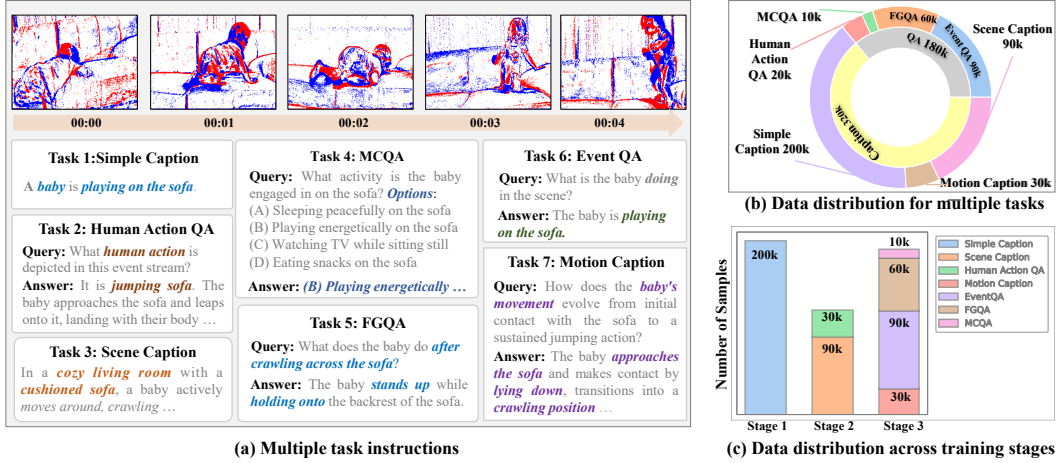 00:00 00:01 00:02 00:03 00:04
Task 1:Simple Caption
A baby is playing on the sofa.
Task 2: Human Action QA
Query: What human action is
depicted in this event stream?
Answer: It is jumping sofa. The
baby approaches the sofa and leaps
onto it, landing with their body …
Task 3: Scene Caption
In a cozy living room with a
cushioned sofa, a baby actively
moves around, crawling …
Task 4: MCQA
Query: What activity is the baby
engaged in on the sofa? Options:
(A) Sleeping peacefully on the sofa
(B) Playing energetically on the sofa
(C) Watching TV while sitting still
(D) Eating snacks on the sofa
Answer: (B) Playing energetically …
Task 5: FGQA
Query: What does the baby do after
crawling across the sofa?
Answer: The baby stands up while
holding onto the backrest of the sofa.
Task 6: Event QA
Query: What is the baby doing
in the scene?
Answer: The baby is playing
on the sofa.
Task 7: Motion Caption
Query: How does the baby's
movement evolve from initial
contact with the sofa to a
sustained jumping action?
Answer: The baby approaches
the sofa and makes contact by
lying down, transitions into a
crawling position …
(a) Multiple task instructions
MCQA 10k
FGQA 60k
Event QA 90k
QA 180k
Scene Caption
90k
Human
Action
QA 20k
Simple
Caption 200k
Caption 320k
Motion Caption 30k
(b) Data distribution for multiple tasks
Number of Samples
200k
30k
90k
10k
60k
90k
30k
Stage 1 Stage 2 Stage 3
Simple Caption
Scene Caption
Human Action QA
Motion Caption
EventQA
FGQA
MCQA
(c) Data distribution across training stages